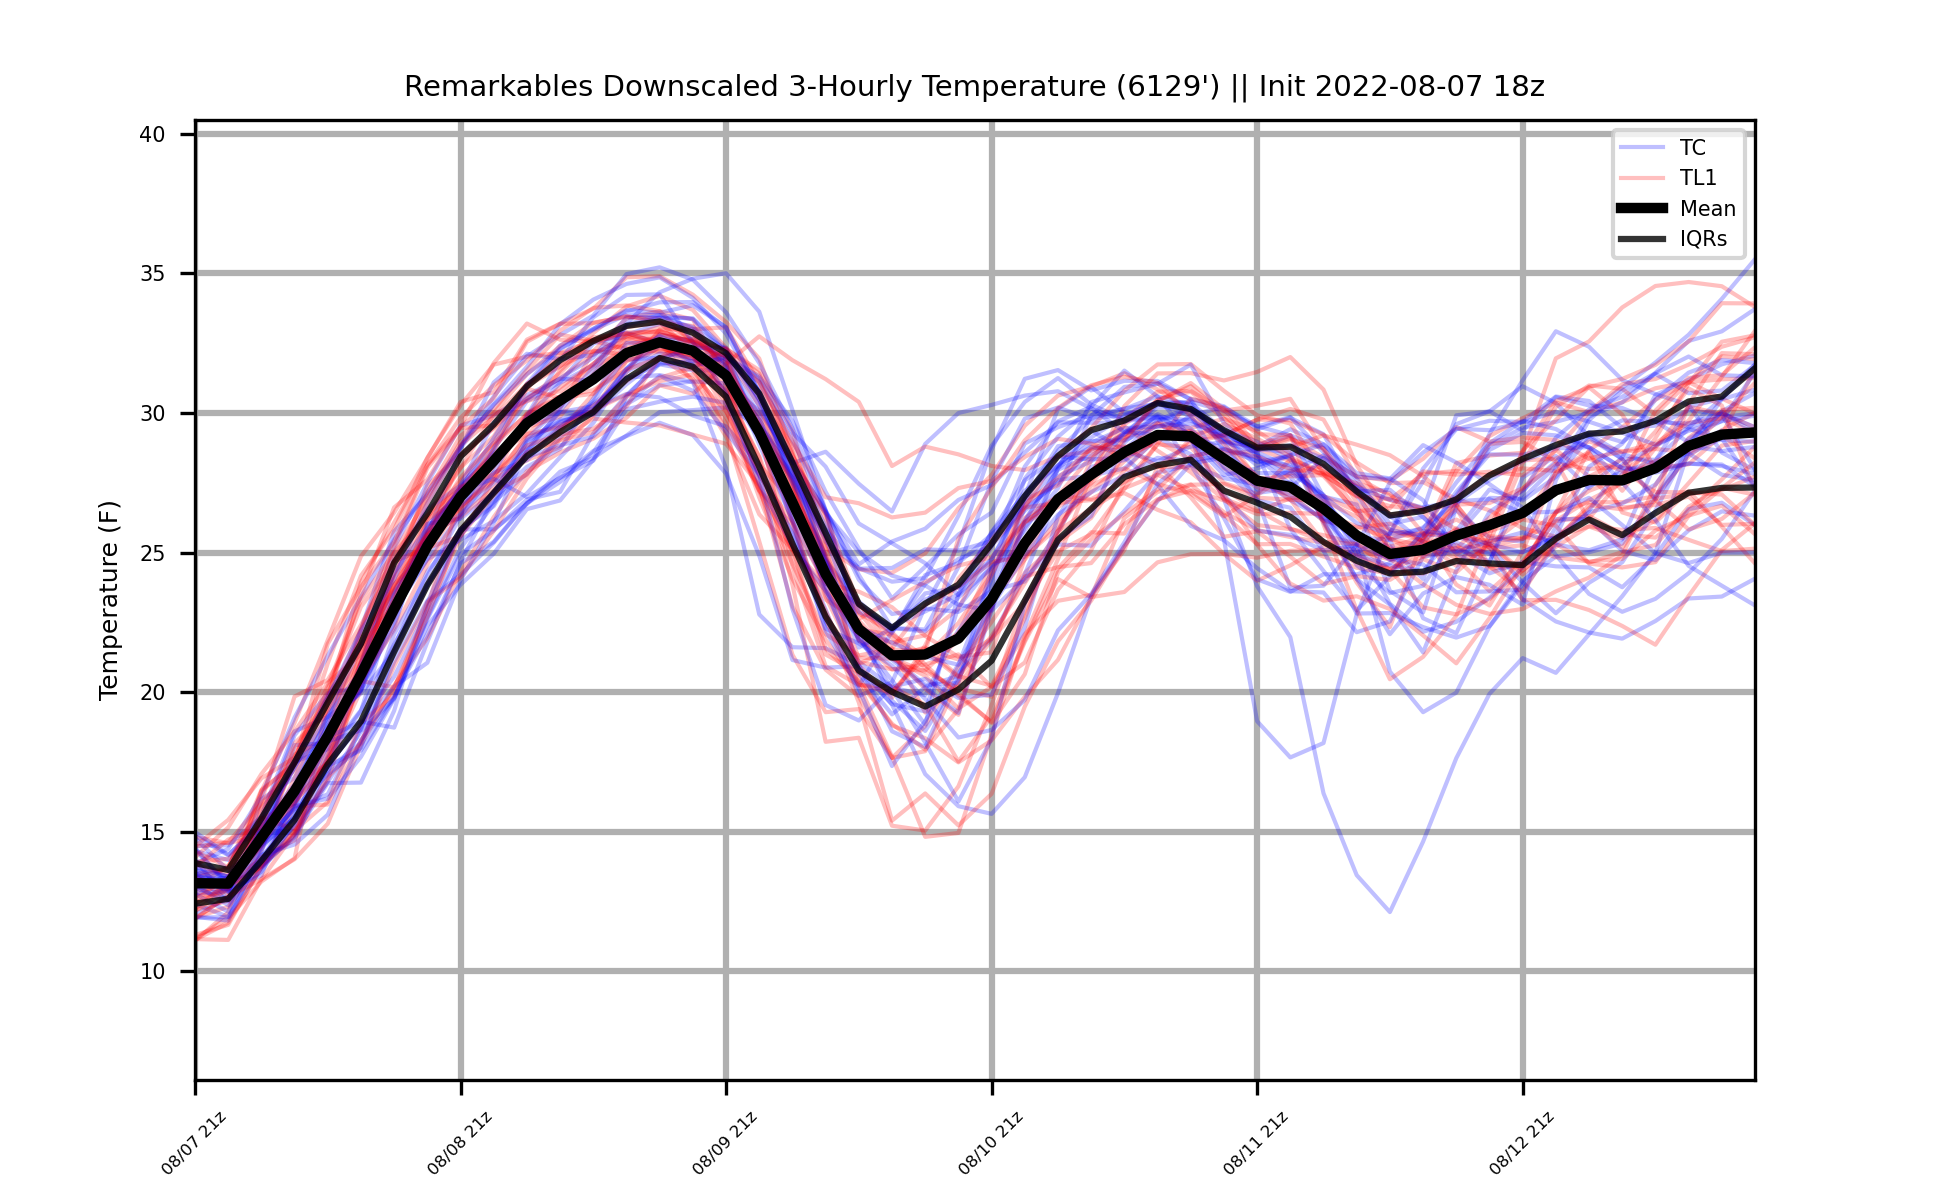 Remarkables Downscaled 3-Hourly Temperature (6129') || Init 2022-08-07 18z
TC
TL1
Mean
IQRs
Temperature (F)
40
35
30
25
20
15
10
08/07 21z
08/08 21z
08/09 21z
08/10 21z
08/11 21z
08/12 21z